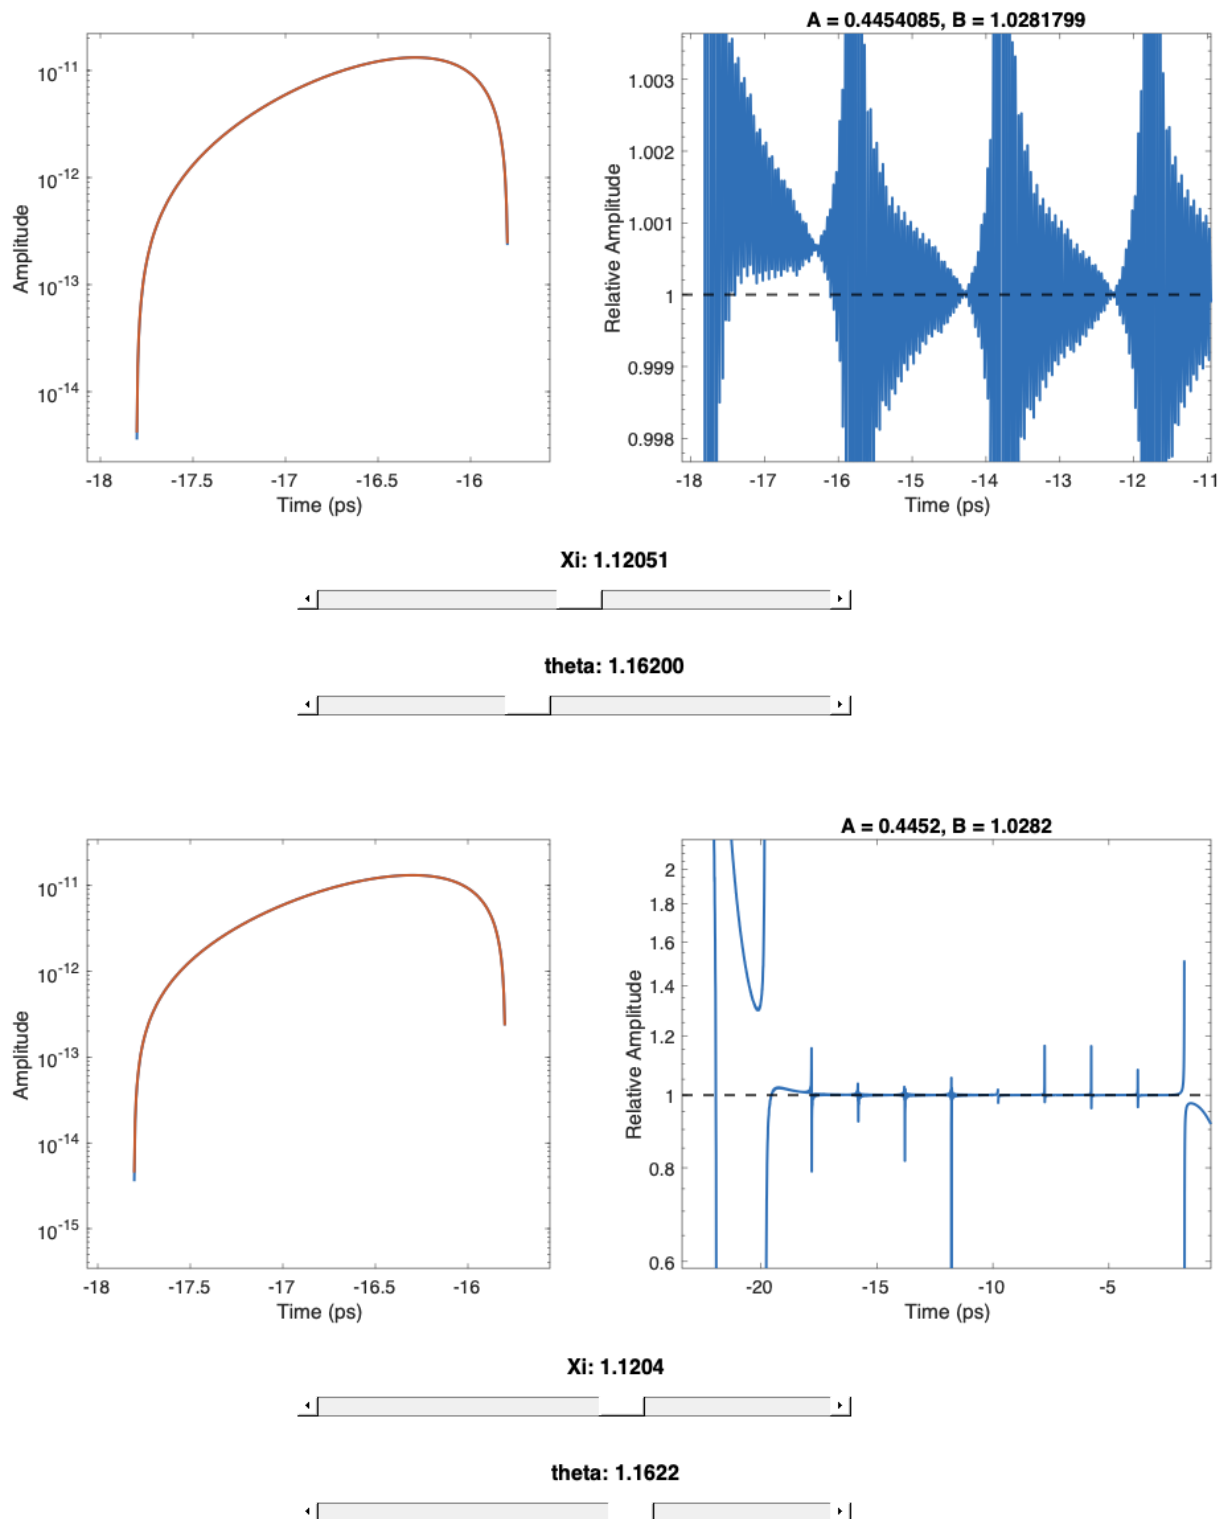 A = 0.4454085, B = 1.0281799
10-11
10-12
10-13
10-14
Amplitude
-18 -17.5 -17 -16.5 -16
Time (ps)
1.003
1.002
1.001
1
0.999
0.998
Relative Amplitude
-18 -17 -16 -15 -14 -13 -12 -11
Time (ps)
Xi: 1.12051
theta: 1.16200
A = 0.4452, B = 1.0282
10-11
10-12
10-13
10-14
10-15
Amplitude
-18 -17.5 -17 -16.5 -16
Time (ps)
2
1.8
1.6
1.4
1.2
1
0.8
0.6
Relative Amplitude
-20 -15 -10 -5
Time (ps)
Xi: 1.1204
theta: 1.1622